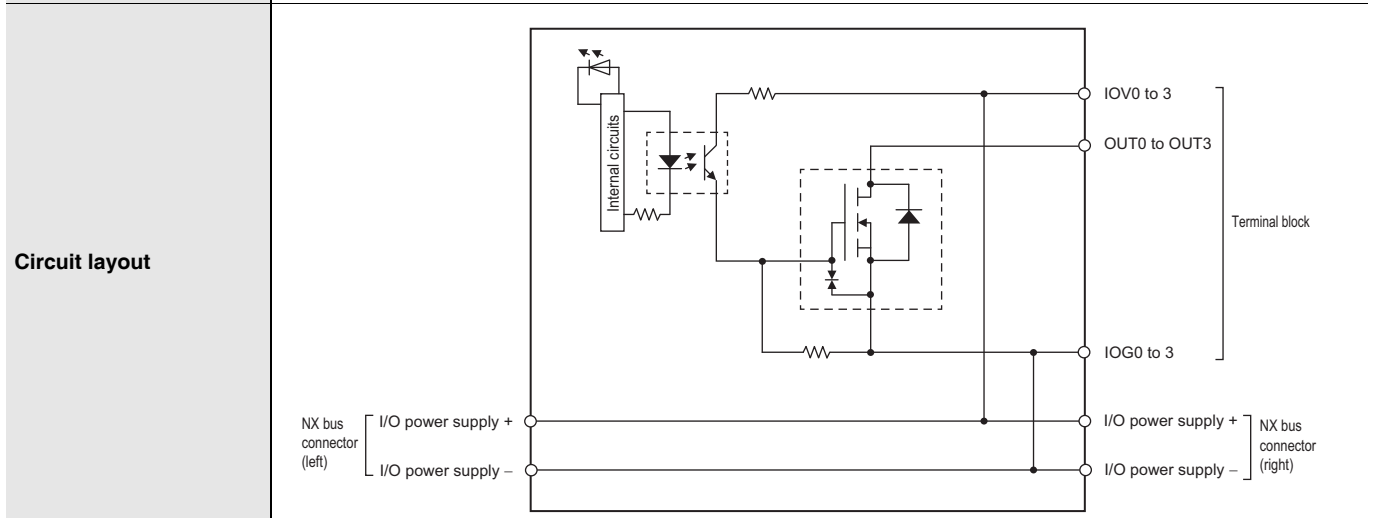 Circuit layout
Internal circuits
IOV0 to 3
OUT0 to OUT3
Terminal block
IOG0 to 3
NX bus
connector
(left)
I/O power supply +
I/O power supply –
I/O power supply +
I/O power supply –
NX bus
connector
(right)